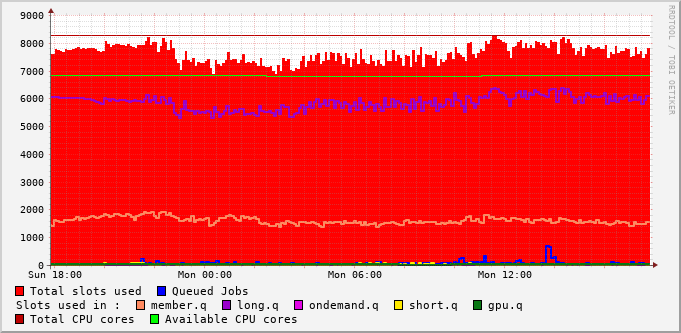 9000
8000
7000
6000
5000
4000
3000
2000
1000
0
Sun 18:00 Mon 00:00 Mon 06:00 Mon 12:00
RRDTOOL / TOBI OETIKER
Total slots used Queued Jobs
Slots used in : member.q long.q ondemand.q short.q gpu.q
Total CPU cores Available CPU cores